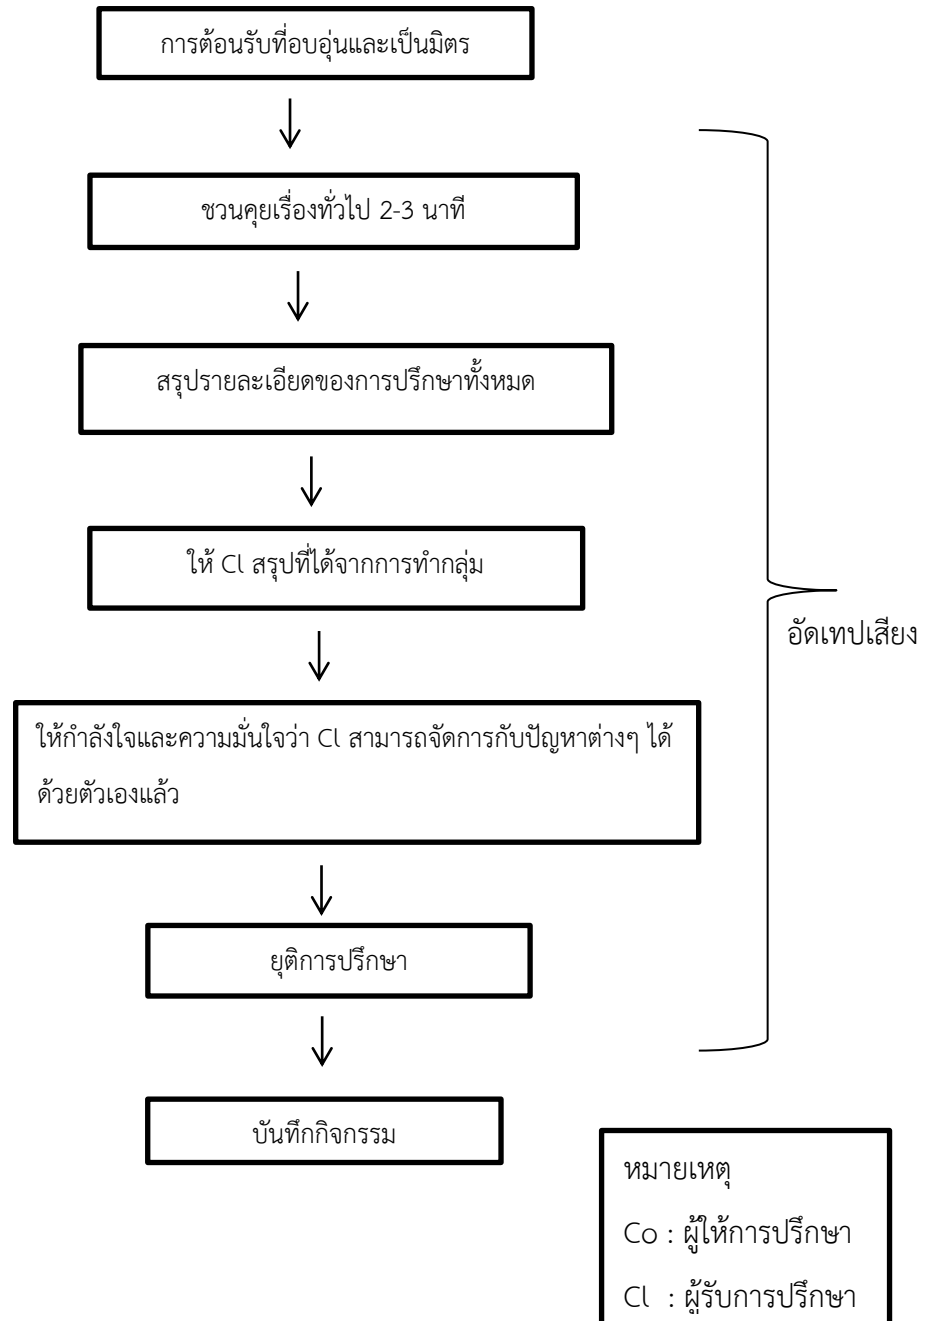 การต้อนรับที่อบอุ่นและเป็นมิตร
ชวนคุยเรื่องทั่วไป 2-3 นาที
สรุปรายละเอียดของการปรึกษาทั้งหมด
ให้ Cl สรุปที่ได้จากการทำกลุ่ม
อัดเทปเสียง
ให้กำลังใจและความมั่นใจว่า Cl สามารถจัดการกับปัญหาต่างๆ ได้
ด้วยตัวเองแล้ว
ยุติการปรึกษา
บันทึกกิจกรรม
หมายเหตุ
Co : ผู้ให้การปรึกษา
Cl : ผู้รับการปรึกษา